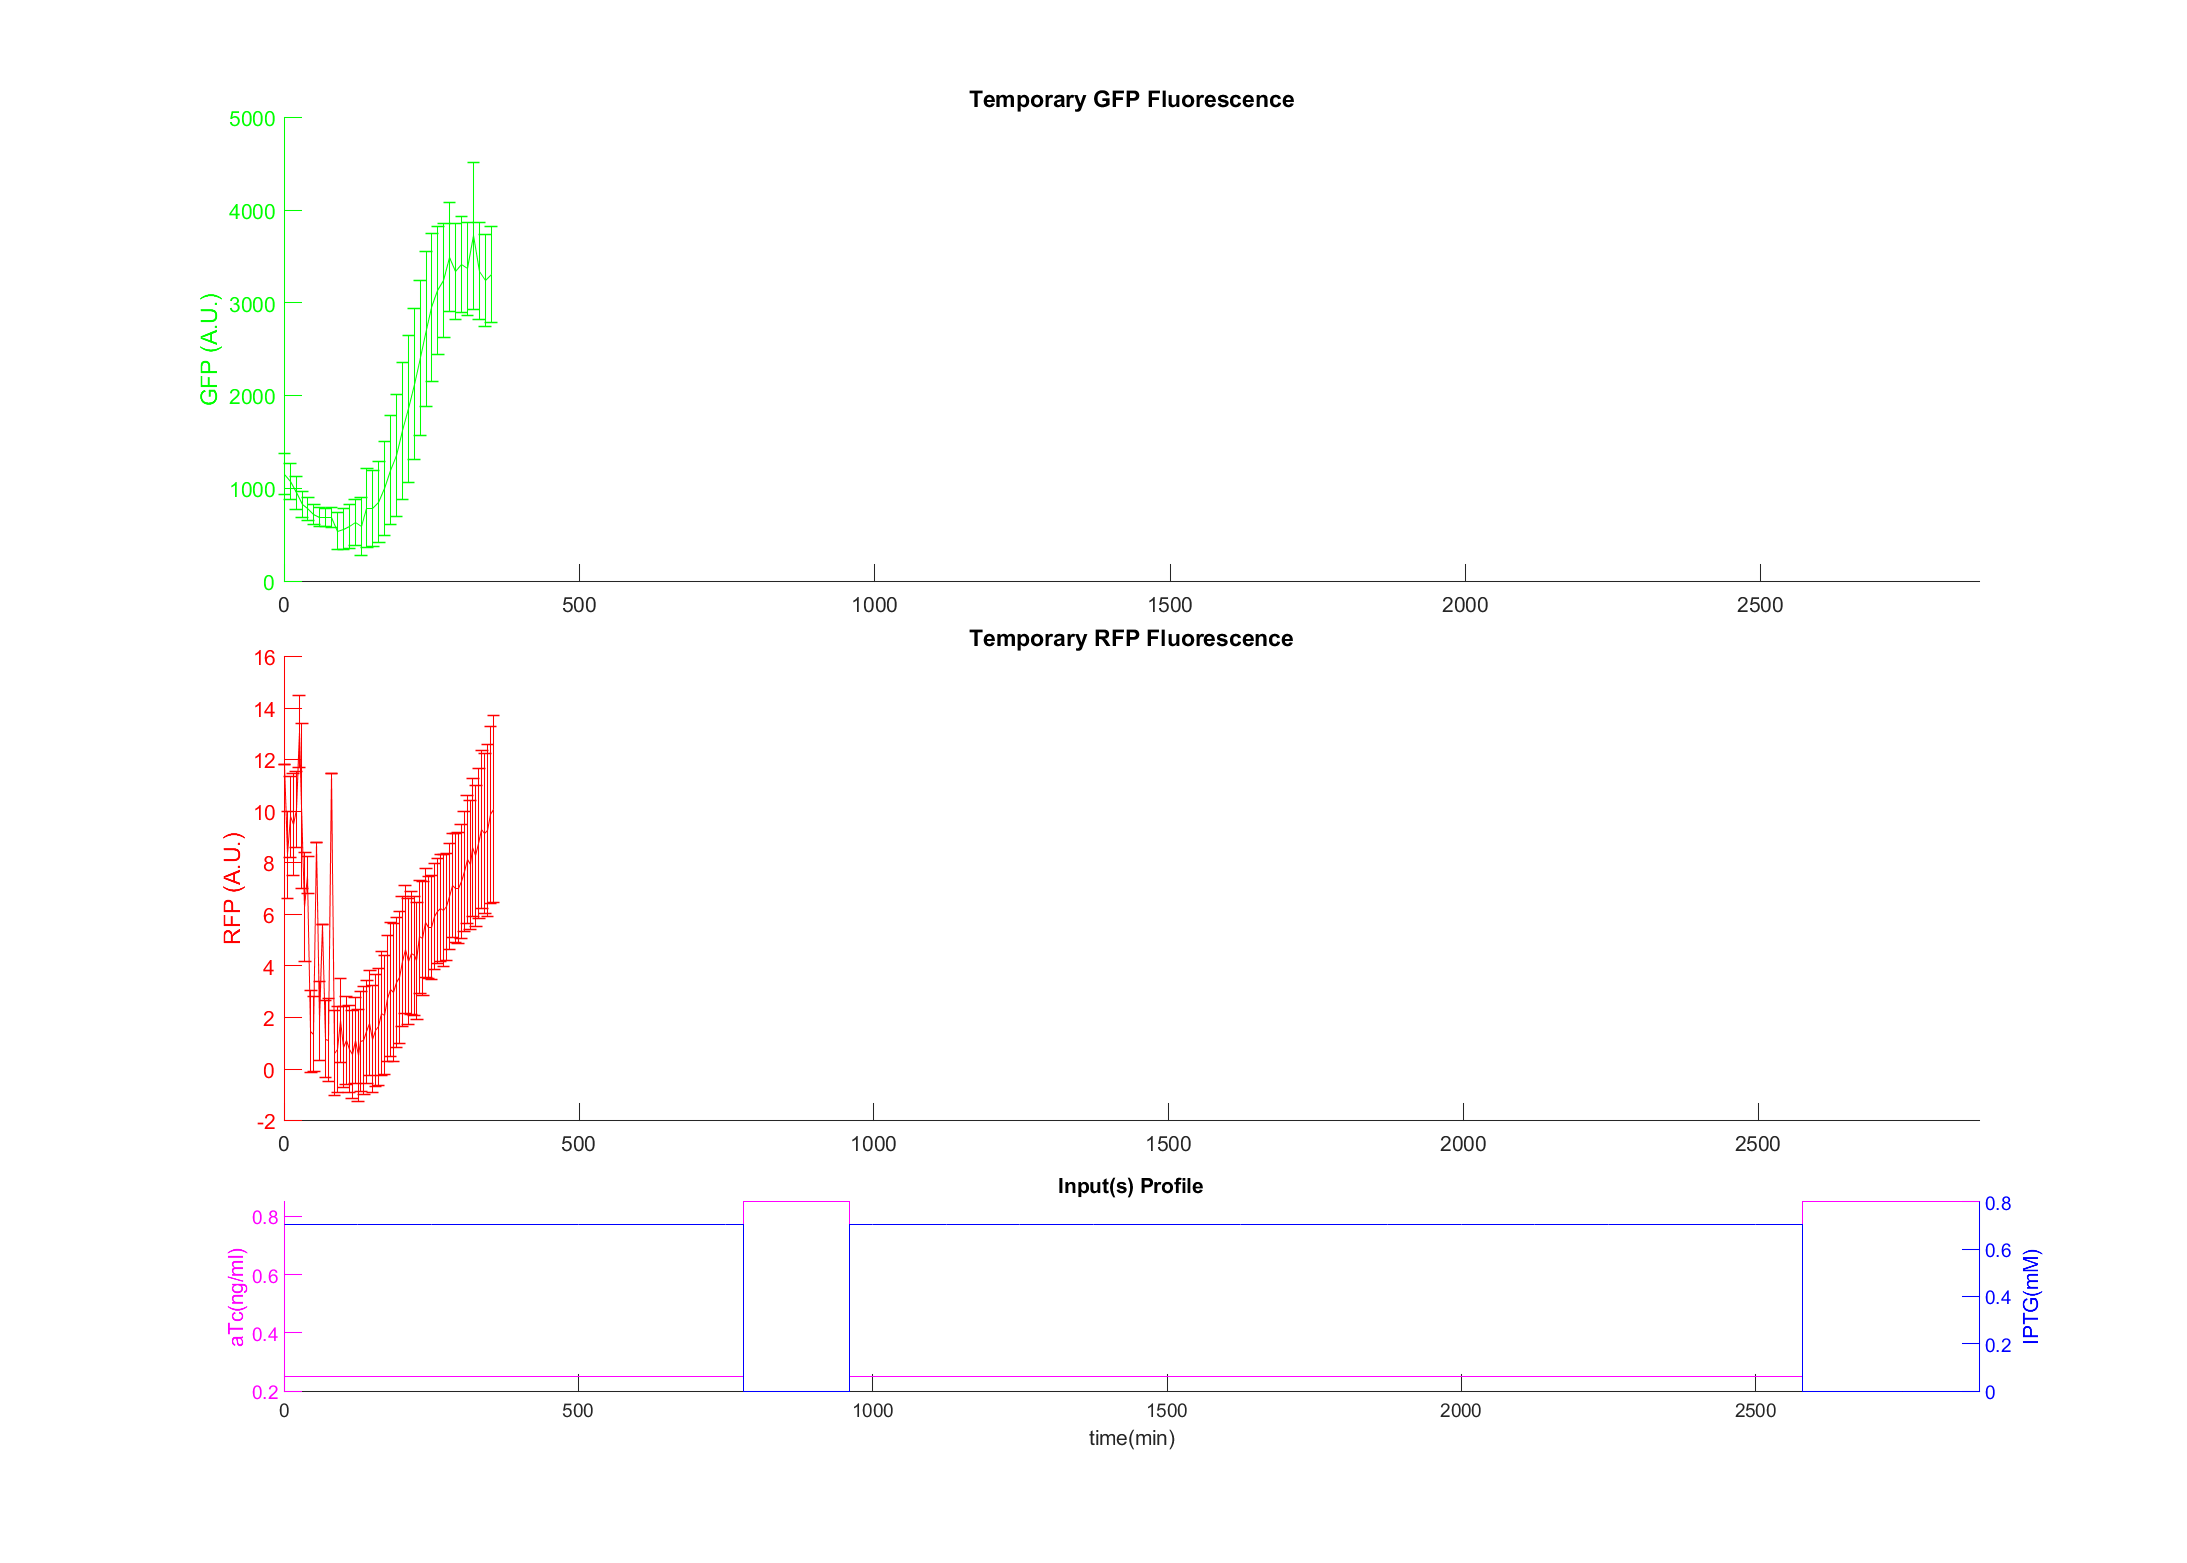 Temporary GFP Fluorescence
5000
4000
3000
2000
1000
0
GFP (A.U.)
0 500 1000 1500 2000 2500
Temporary RFP Fluorescence
16
14
12
10
8
6
4
2
0
-2
RFP (A.U.)
0 500 1000 1500 2000 2500
Input(s) Profile
0.8
0.6
0.4
0.2
aTc(ng/ml)
0.8
0.6
0.4
0.2
0
IPTG(mM)
0 500 1000 1500 2000 2500
time(min)